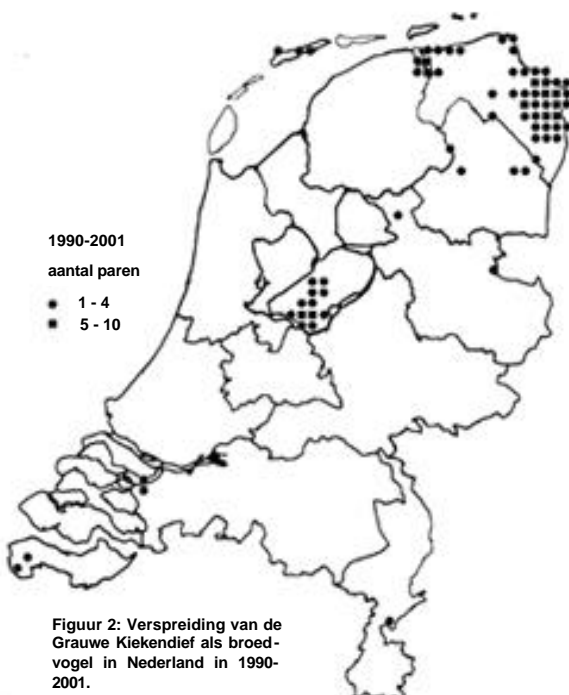 1990-2001
aantal paren
1 - 4
5 - 10
Figuur 2: Verspreiding van de
Grauwe Kiekendief als broed-
vogel in Nederland in 1990-
2001.